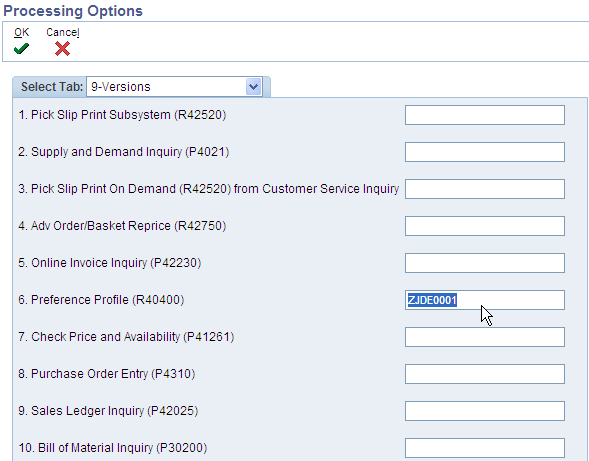 Processing Options
OK Cancel
Select Tab: 9-Versions
1. Pick Slip Print Subsystem (R42520)
2. Supply and Demand Inquiry (P4021)
3. Pick Slip Print On Demand (R42520) from Customer Service Inquiry
4. Adv Order/Basket Reprice (R42750)
5. Online Invoice Inquiry (P42230)
6. Preference Profile (R40400) ZJDE0001
7. Check Price and Availability (P41261)
8. Purchase Order Entry (P4310)
9. Sales Ledger Inquiry (P42025)
10. Bill of Material Inquiry (P30200)